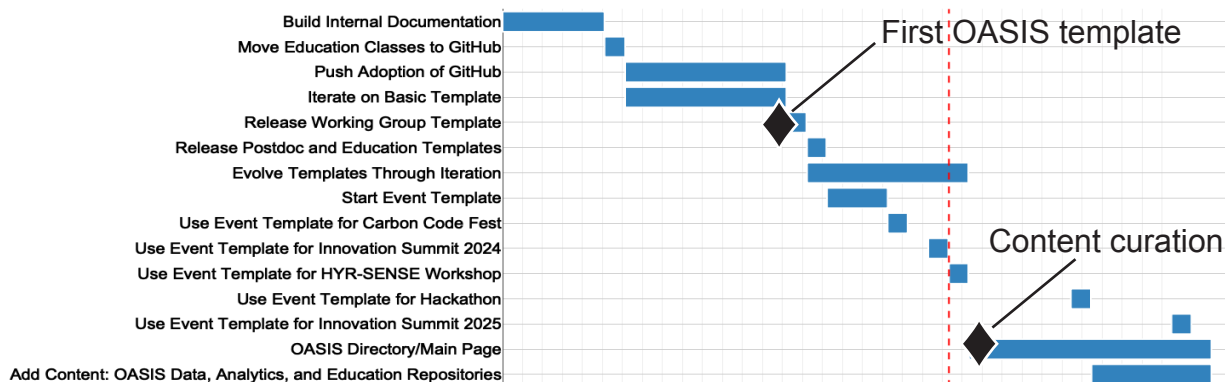 Build Internal Documentation
First OASIS template
Move Education Classes to GitHub
Push Adoption of GitHub
Iterate on Basic Template
Release Working Group Template
Release Postdoc and Education Templates
Evolve Templates Through Iteration
Start Event Template
Use Event Template for Carbon Code Fest
Use Event Template for Innovation Summit 2024
Content curation
Use Event Template for HYR-SENSE Workshop
Use Event Template for Hackathon
Use Event Template for Innovation Summit 2025
OASIS Directory/Main Page
Add Content: OASIS Data, Analytics, and Education Repositories